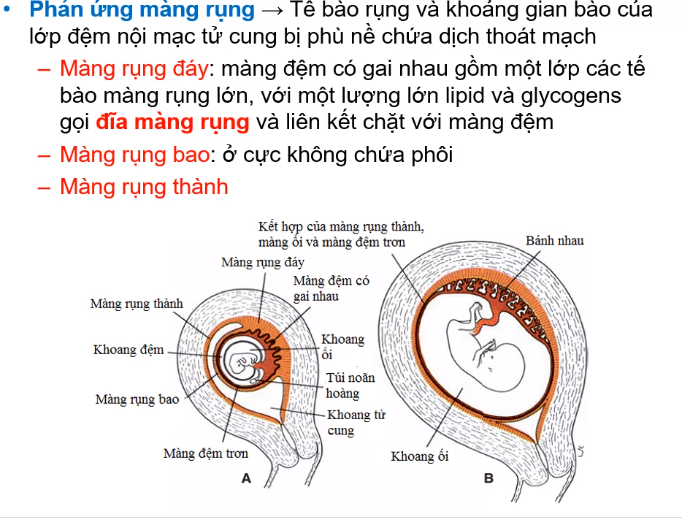 • Phản ứng màng rụng → Tế bào rụng và khoảng gian bào của
lớp đệm nội mạc tử cung bị phù nề chứa dịch thoát mạch
– Màng rụng đáy: màng đệm có gai nhau gồm một lớp các tế
bào màng rụng lớn, với một lượng lớn lipid và glycogens
gọi đĩa màng rụng và liên kết chặt với màng đệm
– Màng rụng bao: ở cực không chứa phôi
– Màng rụng thành
Kết hợp của màng rụng thành,
màng ối và màng đệm trơn
Bánh nhau
Màng rụng đáy
Màng đệm có
gai nhau
Màng rụng thành
Khoang
ối
Khoang đệm
Túi noãn
hoàng
Màng rụng bao
Khoang tử
cung
Màng đệm trơn
Khoang ối
A
B